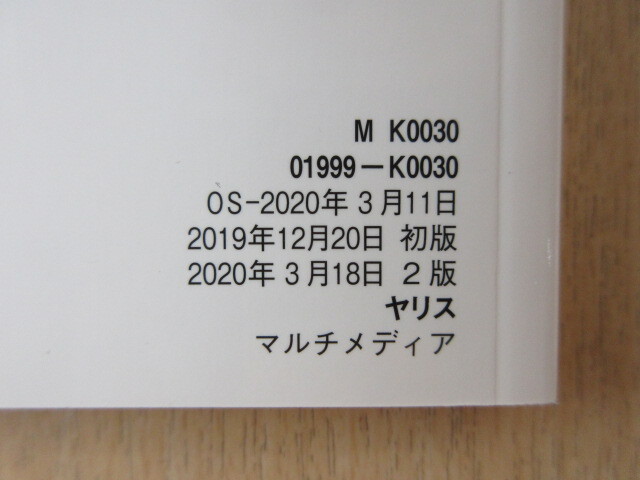 M K0030
01999-K0030
OS-2020年3月11日
2019年12月20日 初版
2020年3月18日 2版
ヤリス
マルチメディア